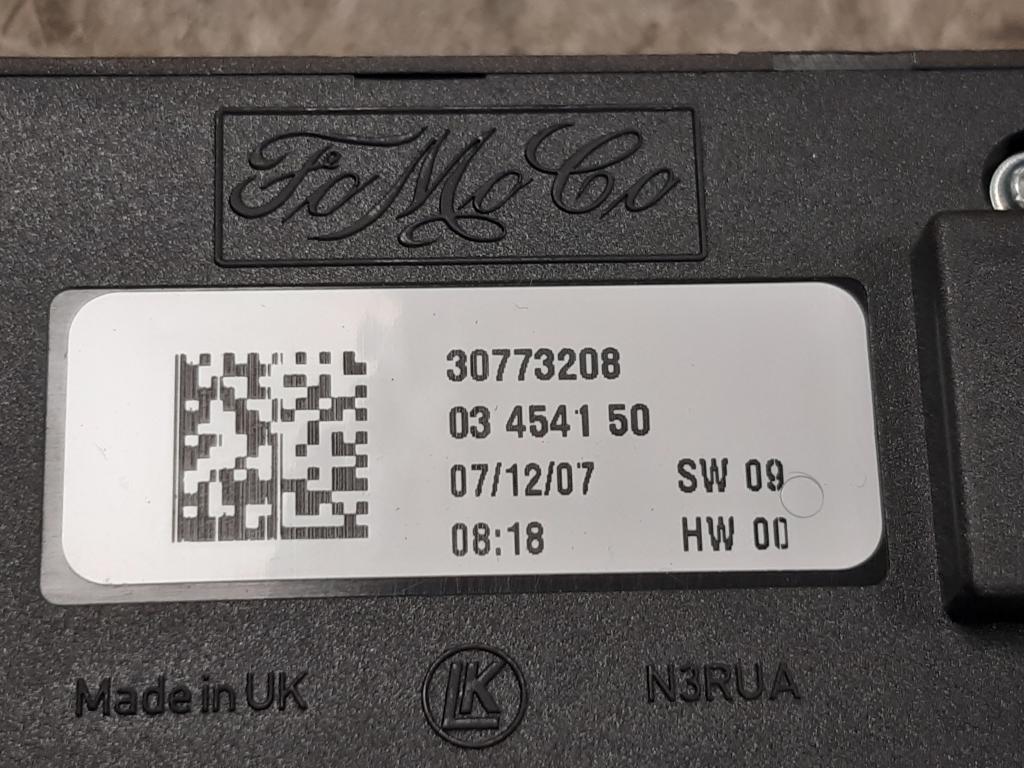 FoMoCo
30773208
03 4541 50
07/12/07 SW 09
08:18 HW 00
Made in UK LK N3RUA